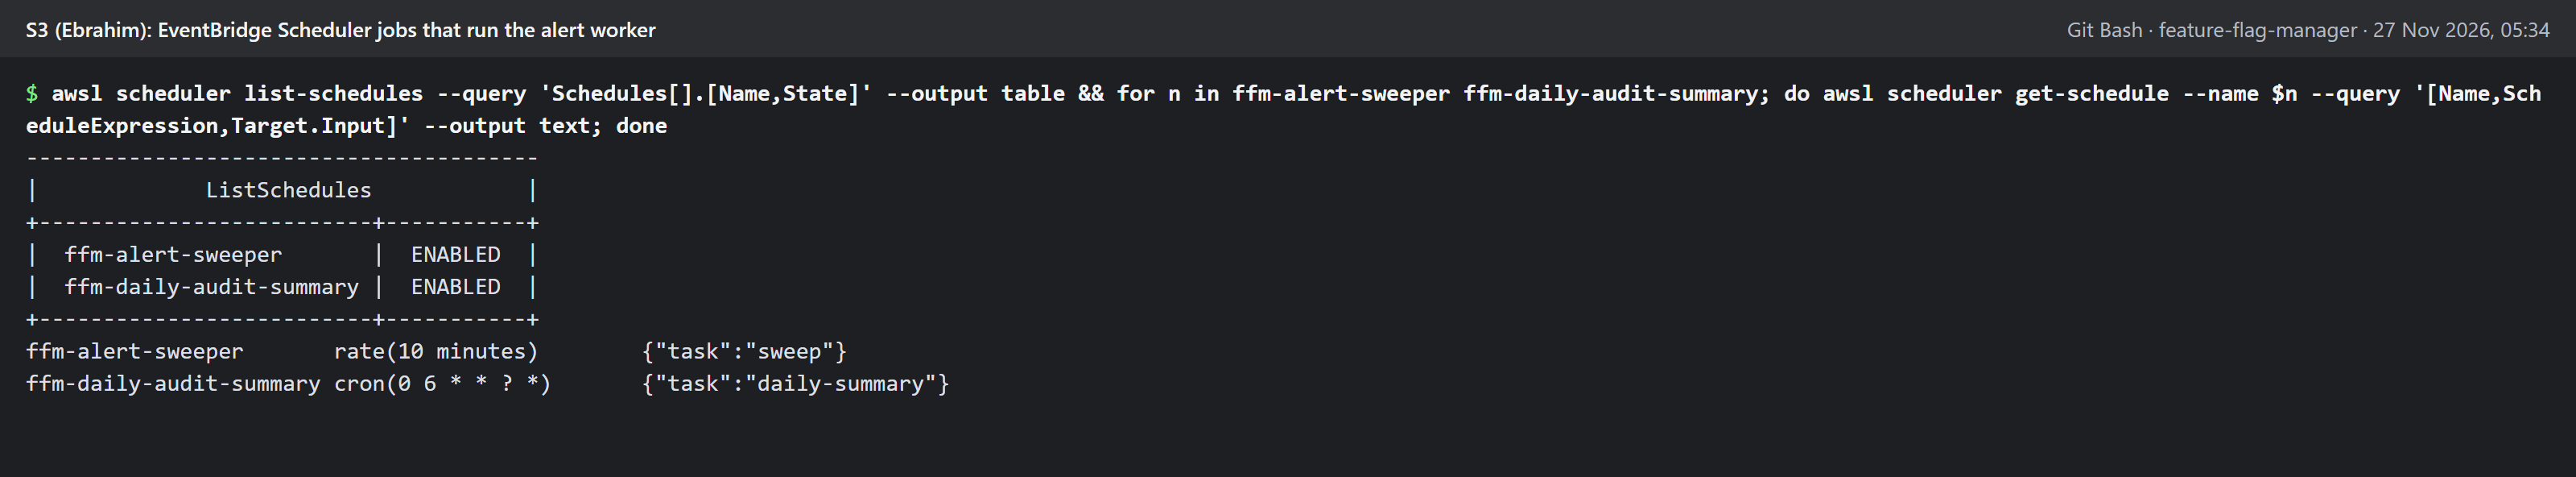 S3 (Ebrahim): EventBridge Scheduler jobs that run the alert worker
Git Bash · feature-flag-manager · 27 Nov 2026, 05:34
$ awsl scheduler list-schedules --query 'Schedules[].[Name,State]' --output table && for n in ffm-alert-sweeper ffm-daily-audit-summary; do awsl scheduler get-schedule --name $n --query '[Name,Sch
eduleExpression,Target.Input]' --output text; done
----------------------------------------
|             ListSchedules            |
+--------------------------+-----------+
|  ffm-alert-sweeper       |  ENABLED  |
|  ffm-daily-audit-summary |  ENABLED  |
+--------------------------+-----------+
ffm-alert-sweeper       rate(10 minutes)        {"task":"sweep"}
ffm-daily-audit-summary cron(0 6 * * ? *)       {"task":"daily-summary"}